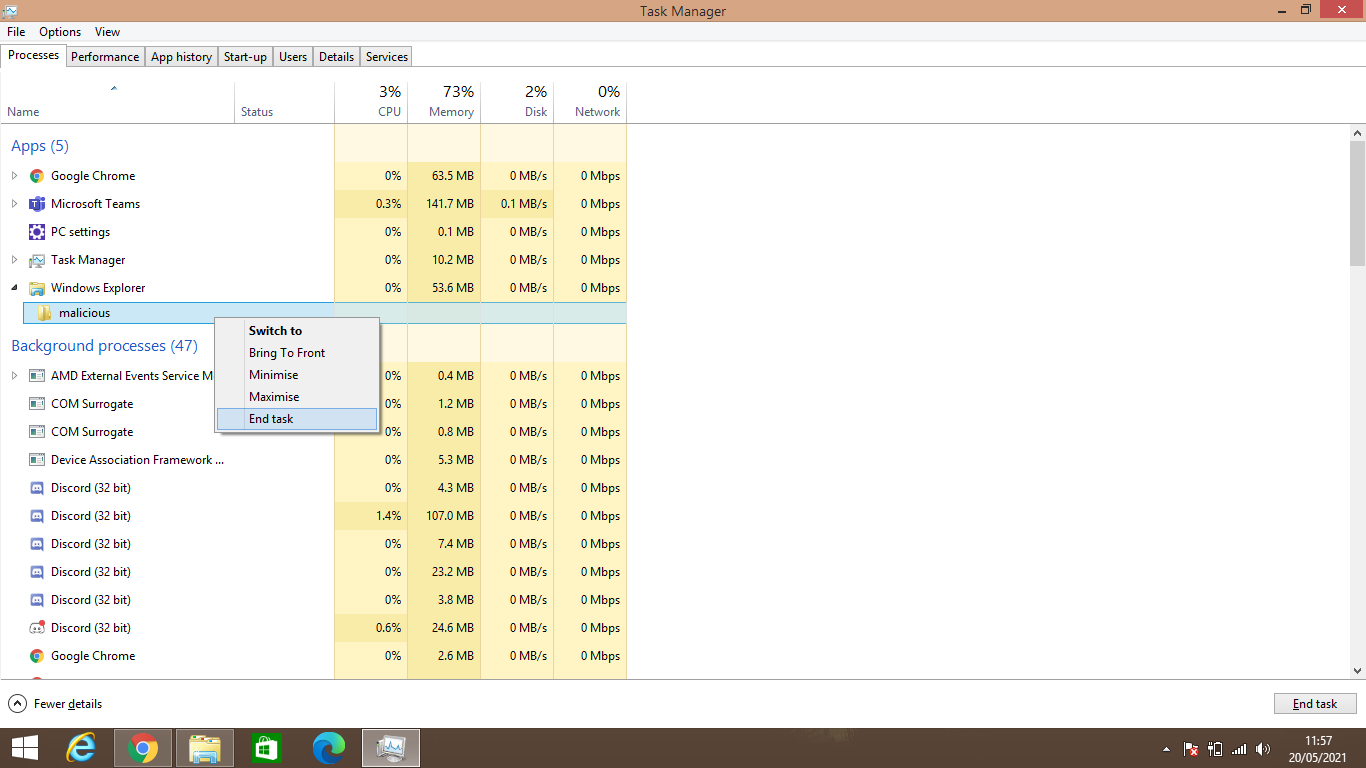 Task Manager
File Options View
Processes Performance App history Start-up Users Details Services
3% 73% 2% 0%
Name Status CPU Memory Disk Network
Apps (5)
Google Chrome 0% 63.5 MB 0 MB/s 0 Mbps
Microsoft Teams 0.3% 141.7 MB 0.1 MB/s 0 Mbps
PC settings 0% 0.1 MB 0 MB/s 0 Mbps
Task Manager 0% 10.2 MB 0 MB/s 0 Mbps
Windows Explorer 0% 53.6 MB 0 MB/s 0 Mbps
malicious
Switch to
Bring To Front
Minimise
Maximise
End task
Background processes (47)
AMD External Events Service M 0% 0.4 MB 0 MB/s 0 Mbps
COM Surrogate 0% 1.2 MB 0 MB/s 0 Mbps
COM Surrogate 0% 0.8 MB 0 MB/s 0 Mbps
Device Association Framework ... 0% 5.3 MB 0 MB/s 0 Mbps
Discord (32 bit) 0% 4.3 MB 0 MB/s 0 Mbps
Discord (32 bit) 1.4% 107.0 MB 0 MB/s 0 Mbps
Discord (32 bit) 0% 7.4 MB 0 MB/s 0 Mbps
Discord (32 bit) 0% 23.2 MB 0 MB/s 0 Mbps
Discord (32 bit) 0% 3.8 MB 0 MB/s 0 Mbps
Discord (32 bit) 0.6% 24.6 MB 0 MB/s 0 Mbps
Google Chrome 0% 2.6 MB 0 MB/s 0 Mbps
Fewer details End task
11:57
20/05/2021